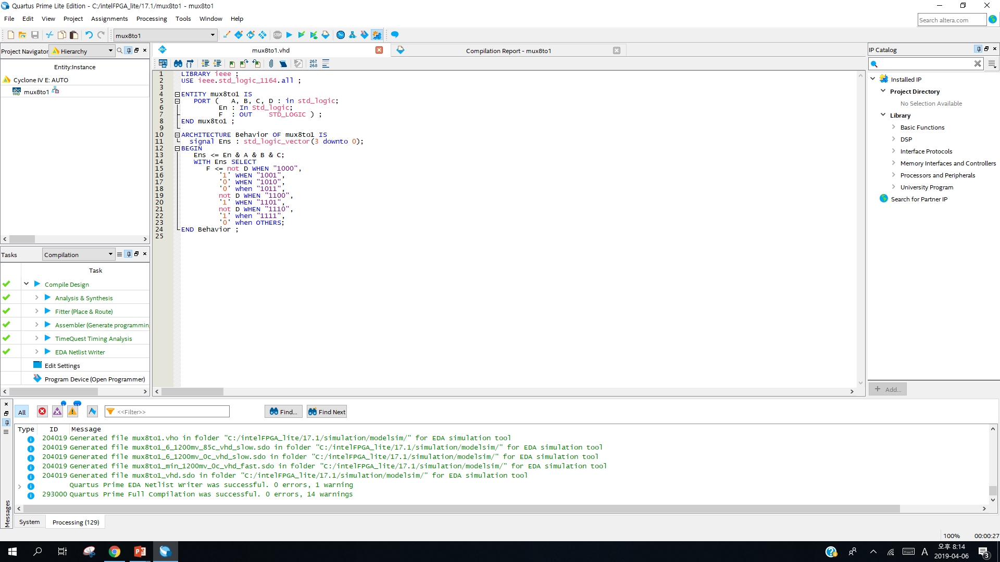 Quartus Prime Lite Edition - C:/intelFPGA_lite/17.1/mux8to1 - mux8to1
File Edit View Project Assignments Processing Tools Window Help
Search altera.com
mux8to1
Project Navigator Hierarchy
Entity:Instance
Cyclone IV E: AUTO
mux8to1
mux8to1.vhd
Compilation Report - mux8to1
267
268
1 LIBRARY ieee ;
2 USE ieee.std_logic_1164.all ;
3
4 ENTITY mux8to1 IS
5 PORT ( A, B, C, D : in std_logic;
6 En : In Std_logic;
7 F : OUT STD_LOGIC ) ;
8 END mux8to1 ;
9
10 ARCHITECTURE Behavior OF mux8to1 IS
11 signal Ens : std_logic_vector(3 downto 0);
12 BEGIN
13 Ens <= En & A & B & C;
14 WITH Ens SELECT
15 F <= not D WHEN "1000",
16 '1' WHEN "1001",
17 '0' WHEN "1010",
18 '0' when "1011",
19 not D WHEN "1100",
20 '1' WHEN "1101",
21 not D WHEN "1110",
22 '1' when "1111",
23 '0' when OTHERS;
24 END Behavior ;
25
IP Catalog
Installed IP
Project Directory
No Selection Available
Library
Basic Functions
DSP
Interface Protocols
Memory Interfaces and Controllers
Processors and Peripherals
University Program
Search for Partner IP
Add...
Tasks Compilation
Task
Compile Design
Analysis & Synthesis
Fitter (Place & Route)
Assembler (Generate programmin
TimeQuest Timing Analysis
EDA Netlist Writer
Edit Settings
Program Device (Open Programmer)
All <<Filter>> Find... Find Next
Type ID Message
204019 Generated file mux8to1.vho in folder "C:/intelFPGA_lite/17.1/simulation/modelsim/" for EDA simulation tool
204019 Generated file mux8to1_6_1200mv_85c_vhd_slow.sdo in folder "C:/intelFPGA_lite/17.1/simulation/modelsim/" for EDA simulation tool
204019 Generated file mux8to1_6_1200mv_0c_vhd_slow.sdo in folder "C:/intelFPGA_lite/17.1/simulation/modelsim/" for EDA simulation tool
204019 Generated file mux8to1_min_1200mv_0c_vhd_fast.sdo in folder "C:/intelFPGA_lite/17.1/simulation/modelsim/" for EDA simulation tool
204019 Generated file mux8to1_vhd.sdo in folder "C:/intelFPGA_lite/17.1/simulation/modelsim/" for EDA simulation tool
Quartus Prime EDA Netlist Writer was successful. 0 errors, 1 warning
293000 Quartus Prime Full Compilation was successful. 0 errors, 14 warnings
Messages
System Processing (129)
100% 00:00:27
A
오후 8:14
2019-04-06
3